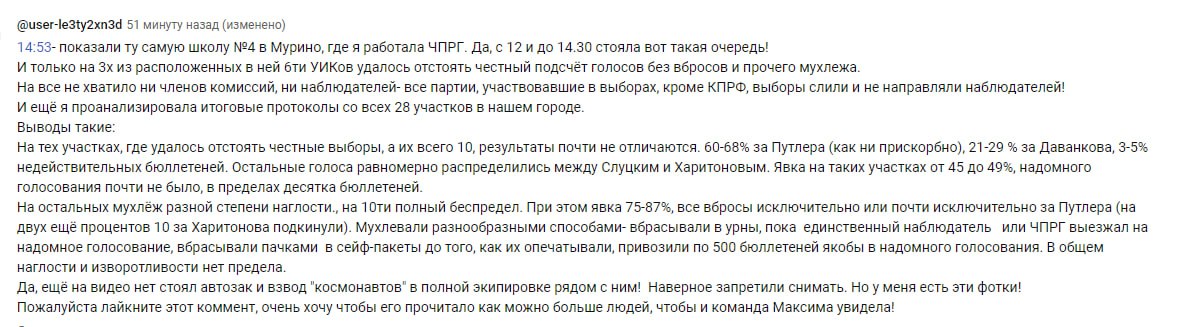 @user-le3ty2xn3d 51 минуту назад (изменено)
14:53- показали ту самую школу №4 в Мурино, где я работала ЧПРГ. Да, с 12 и до 14.30 стояла вот такая очередь!
И только на 3х из расположенных в ней 6ти УИКов удалось отстоять честный подсчёт голосов без вбросов и прочего мухлежа.
На все не хватило ни членов комиссий, ни наблюдателей- все партии, участвовавшие в выборах, кроме КПРФ, выборы слили и не направляли наблюдателей!
И ещё я проанализировала итоговые протоколы со всех 28 участков в нашем городе.
Выводы такие:
На тех участках, где удалось отстоять честные выборы, а их всего 10, результаты почти не отличаются. 60-68% за Путлера (как ни прискорбно), 21-29 % за Даванкова, 3-5%
недействительных бюллетеней. Остальные голоса равномерно распределились между Слуцким и Харитоновым. Явка на таких участках от 45 до 49%, надомного
голосования почти не было, в пределах десятка бюллетеней.
На остальных мухлёж разной степени наглости., на 10ти полный беспредел. При этом явка 75-87%, все вбросы исключительно или почти исключительно за Путлера (на
двух ещё процентов 10 за Харитонова подкинули). Мухлевали разнообразными способами- вбрасывали в урны, пока единственный наблюдатель или ЧПРГ выезжал на
надомное голосование, вбрасывали пачками в сейф-пакеты до того, как их опечатывали, привозили по 500 бюллетеней якобы в надомного голосования. В общем
наглости и изворотливости нет предела.
Да, ещё на видео нет стоял автозак и взвод "космонавтов" в полной экипировке рядом с ним! Наверное запретили снимать. Но у меня есть эти фотки!
Пожалуйста лайкните этот коммент, очень хочу чтобы его прочитало как можно больше людей, чтобы и команда Максима увидела!